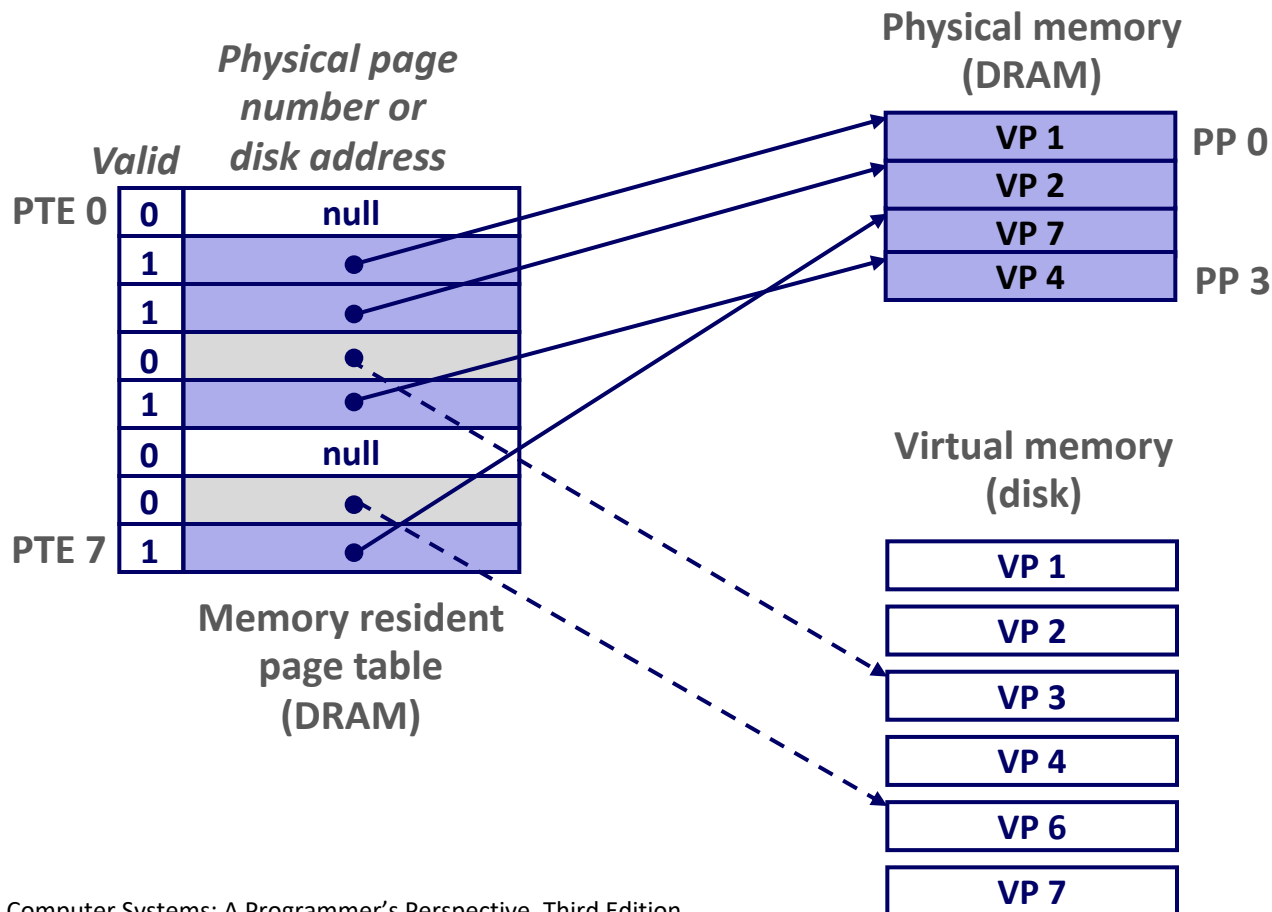 Physical memory
(DRAM)
Physical page
number or
disk address
Valid
PTE 0
0
null
1
1
0
1
0
null
0
PTE 7
1
Memory resident
page table
(DRAM)
VP 1
PP 0
VP 2
VP 7
VP 4
PP 3
Virtual memory
(disk)
VP 1
VP 2
VP 3
VP 4
VP 6
VP 7
Computer Systems: A Programmer's Perspective, Third Edition